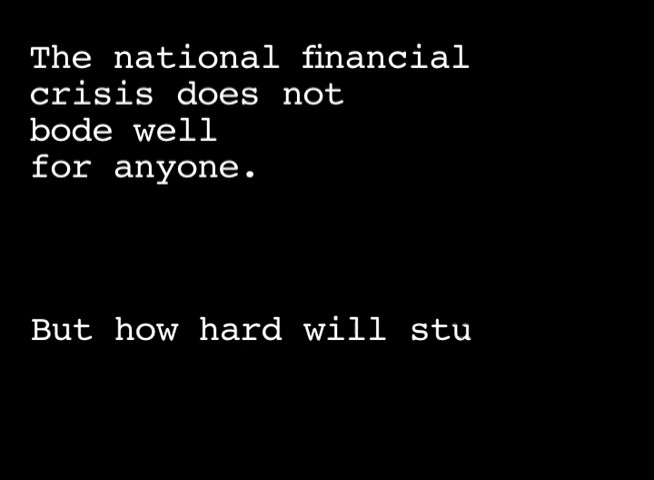 The national financial
crisis does not
bode well
for anyone.
But how hard will stu